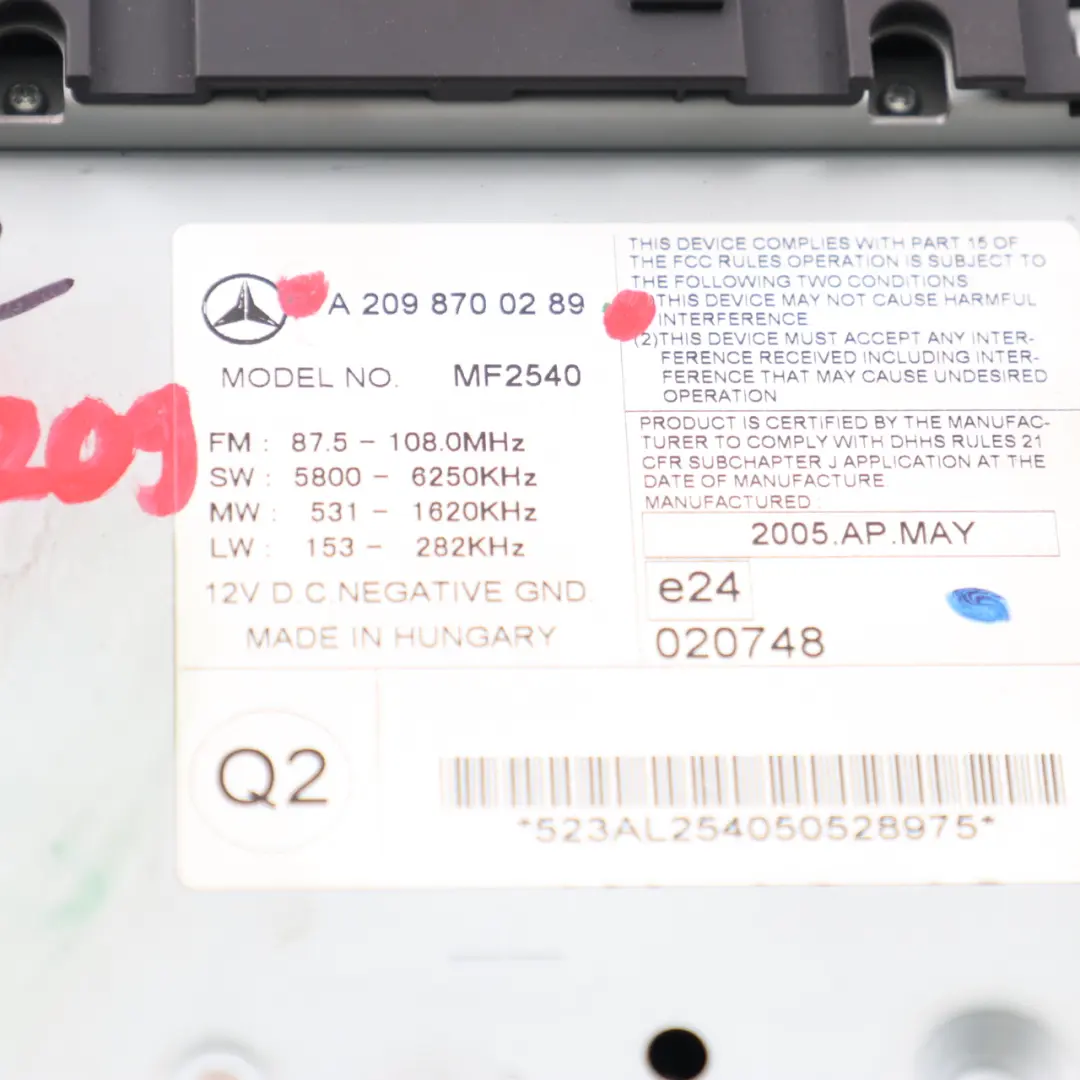 A 209 870 02 89
MODEL NO. MF2540
FM : 87.5 - 108.0MHz
SW : 5800 - 6250KHz
MW : 531 - 1620KHz
LW : 153 - 282KHz
12V D.C.NEGATIVE GND.
MADE IN HUNGARY
THIS DEVICE COMPLIES WITH PART 15 OF
THE FCC RULES OPERATION IS SUBJECT TO
THE FOLLOWING TWO CONDITIONS
THIS DEVICE MAY NOT CAUSE HARMFUL
INTERFERENCE
(2)THIS DEVICE MUST ACCEPT ANY INTER-
FERENCE RECEIVED INCLUDING INTER-
FERENCE THAT MAY CAUSE UNDESIRED
OPERATION
PRODUCT IS CERTIFIED BY THE MANUFAC-
TURER TO COMPLY WITH DHHS RULES 21
CFR SUBCHAPTER J APPLICATION AT THE
DATE OF MANUFACTURE
MANUFACTURED :
2005.AP.MAY
e24
020748
209
Q2
*523AL254050528975*